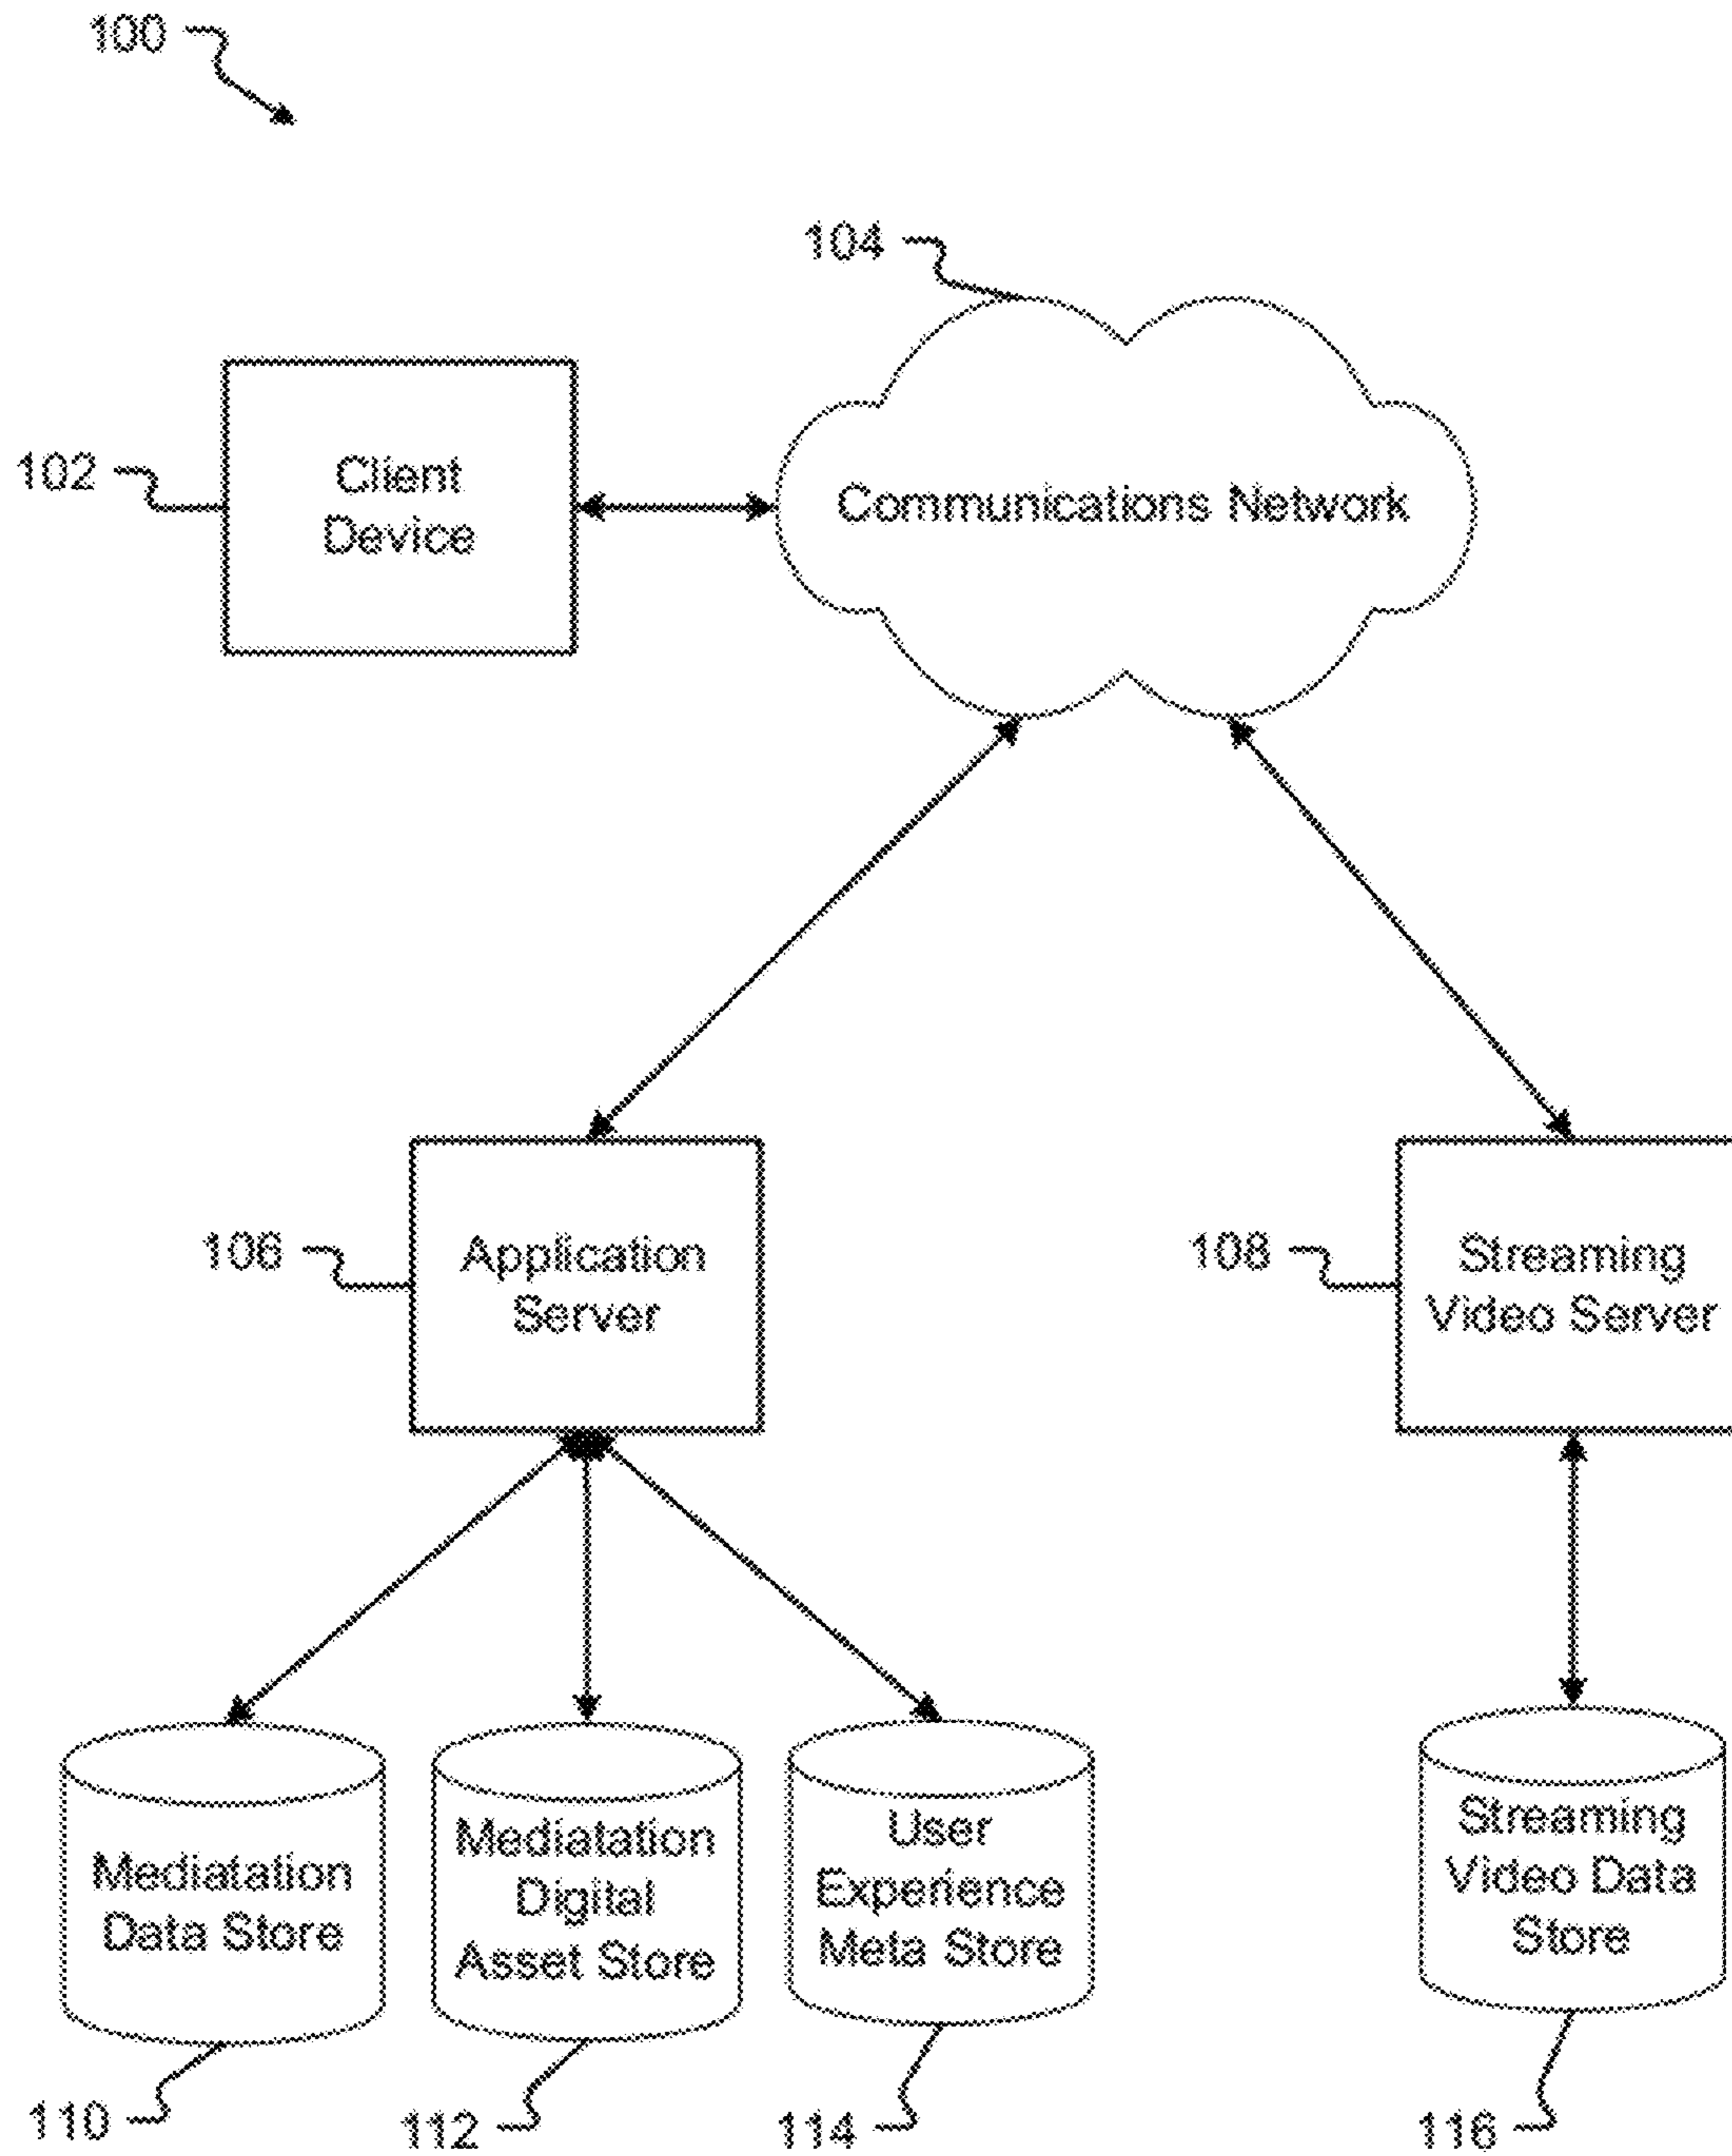 100
104
102
Client
Device
Communications Network
106
Application
Server
108
Streaming
Video Server
Mediatation
Data Store
Mediatation
Digital
Asset Store
User
Experience
Meta Store
Streaming
Video Data
Store
110
112
114
116